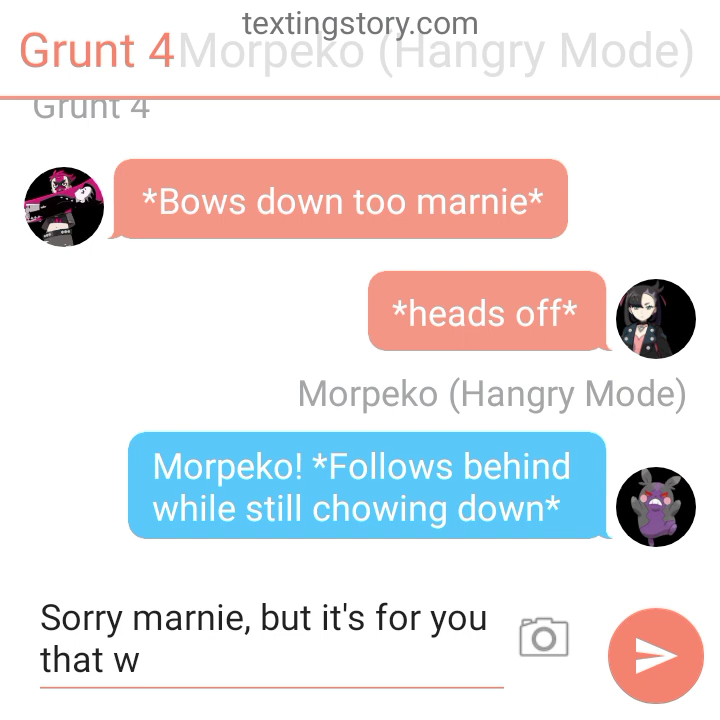 textingstory.com
Grunt 4 Morpeko (Hangry Mode)
Grunt 4
*Bows down too marnie*
*heads off*
Morpeko (Hangry Mode)
Morpeko! *Follows behind
while still chowing down*
Sorry marnie, but it's for you
that w